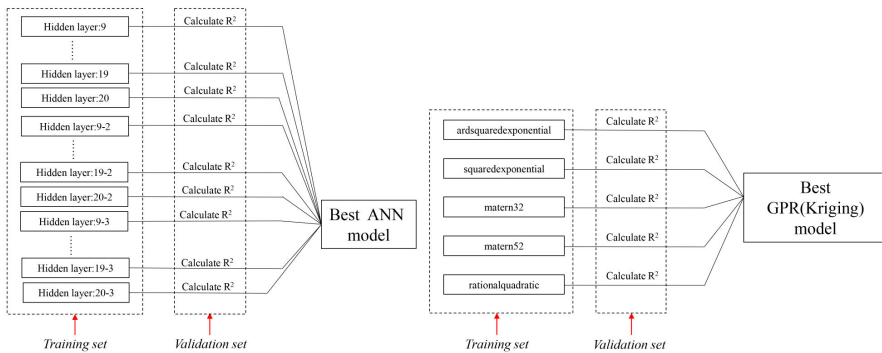 Hidden layer:9
Calculate R²
Hidden layer:19
Calculate R²
Hidden layer:20
Calculate R²
Hidden layer:9-2
Calculate R²
Hidden layer:19-2
Calculate R²
Hidden layer:20-2
Calculate R²
Hidden layer:9-3
Calculate R²
Hidden layer:19-3
Calculate R²
Hidden layer:20-3
Calculate R²
Best ANN
model
Training set
Validation set
ardsquaredexponential
Calculate R²
squaredexponential
Calculate R²
matern32
Calculate R²
matern52
Calculate R²
rationalquadratic
Calculate R²
Best
GPR(Kriging)
model
Training set
Validation set